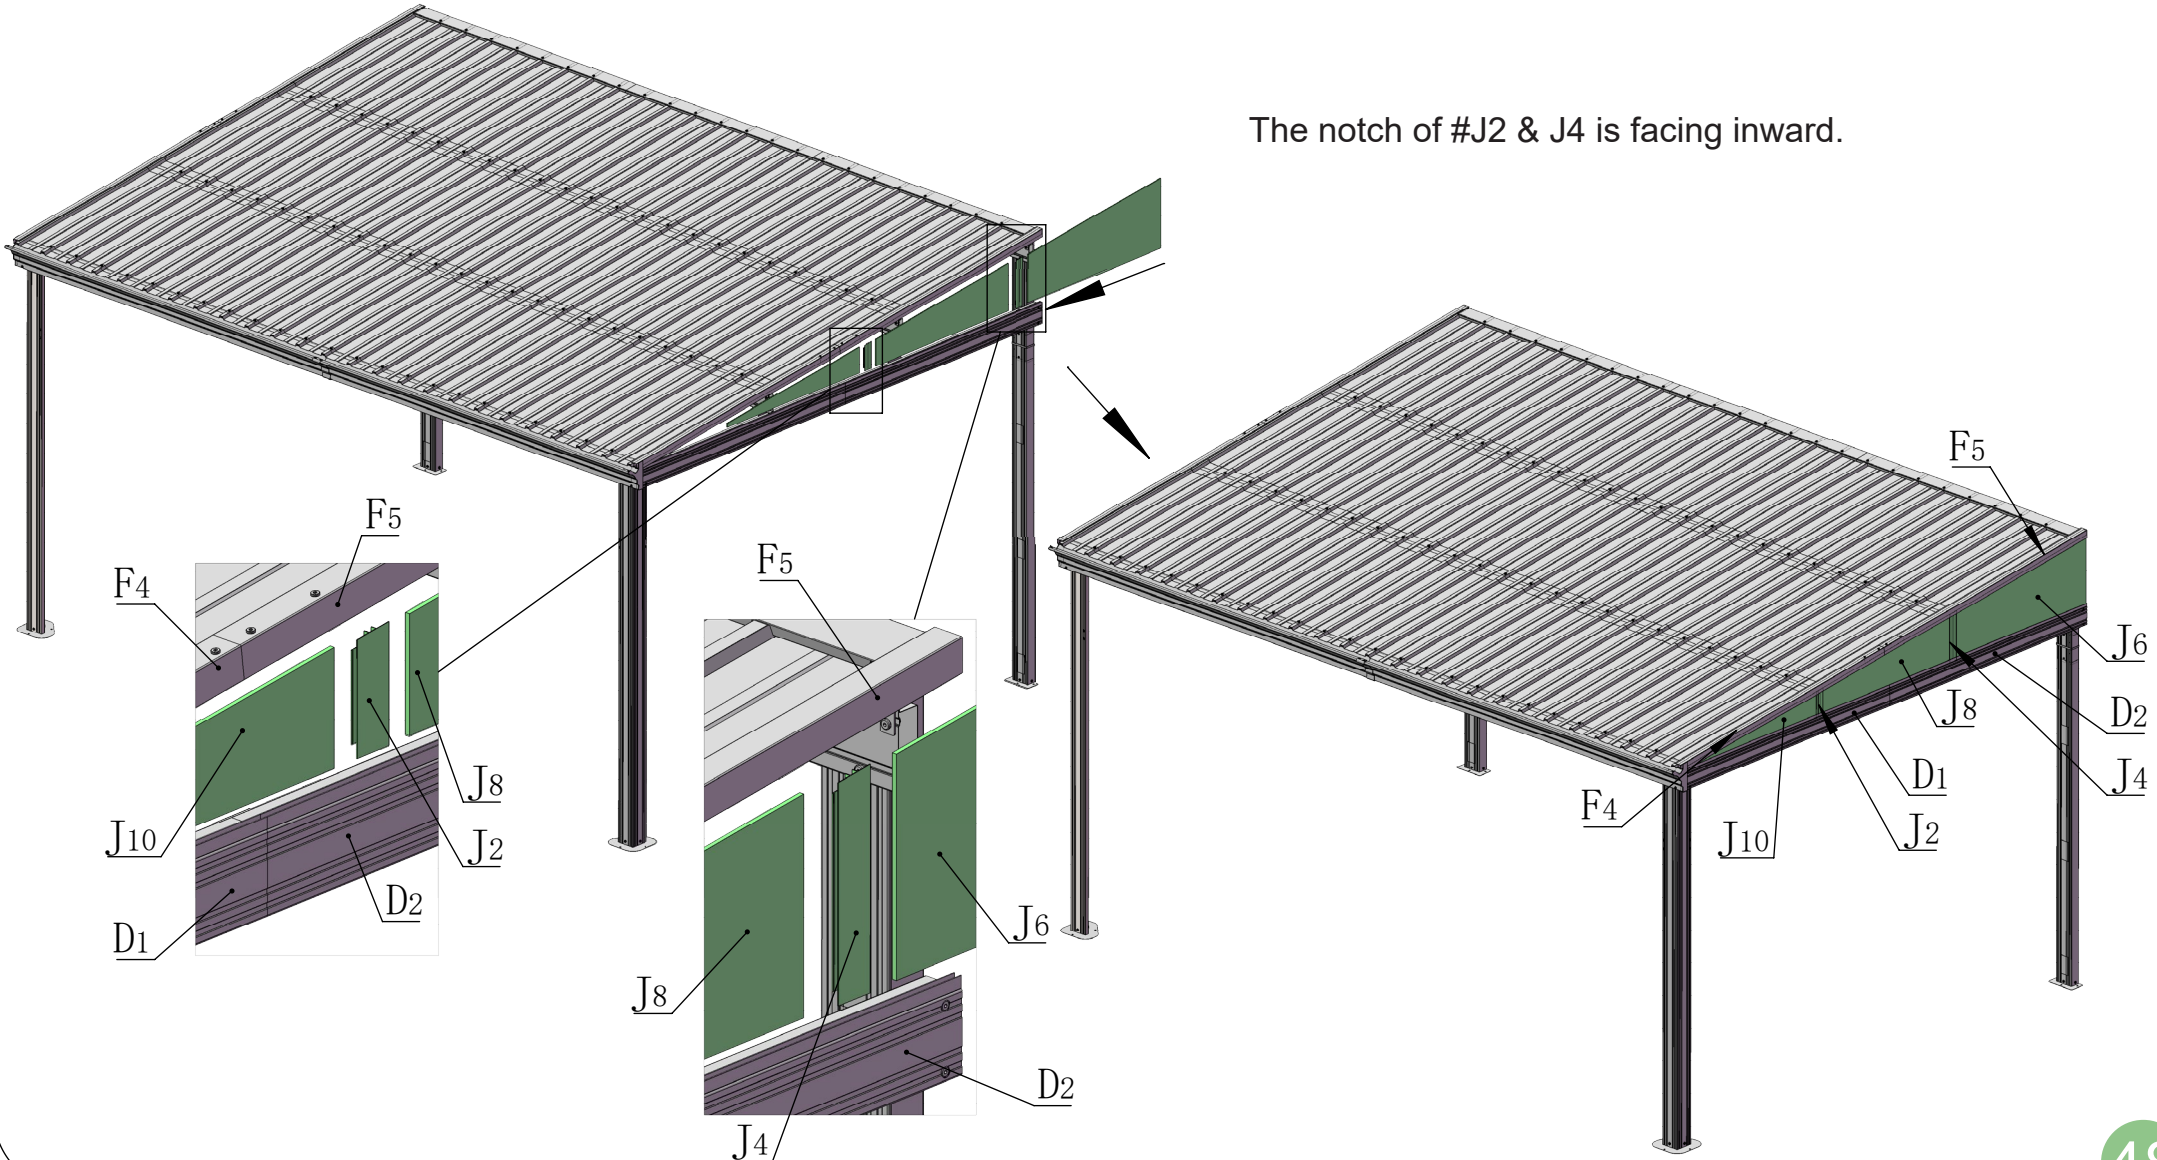 The notch of #J2 & J4 is facing inward.
F5
F4
J10
J8
J2
D2
D1
F5
J8
J6
D2
J4
F5
J6
J8
D2
D1
J4
F4
J10
J2